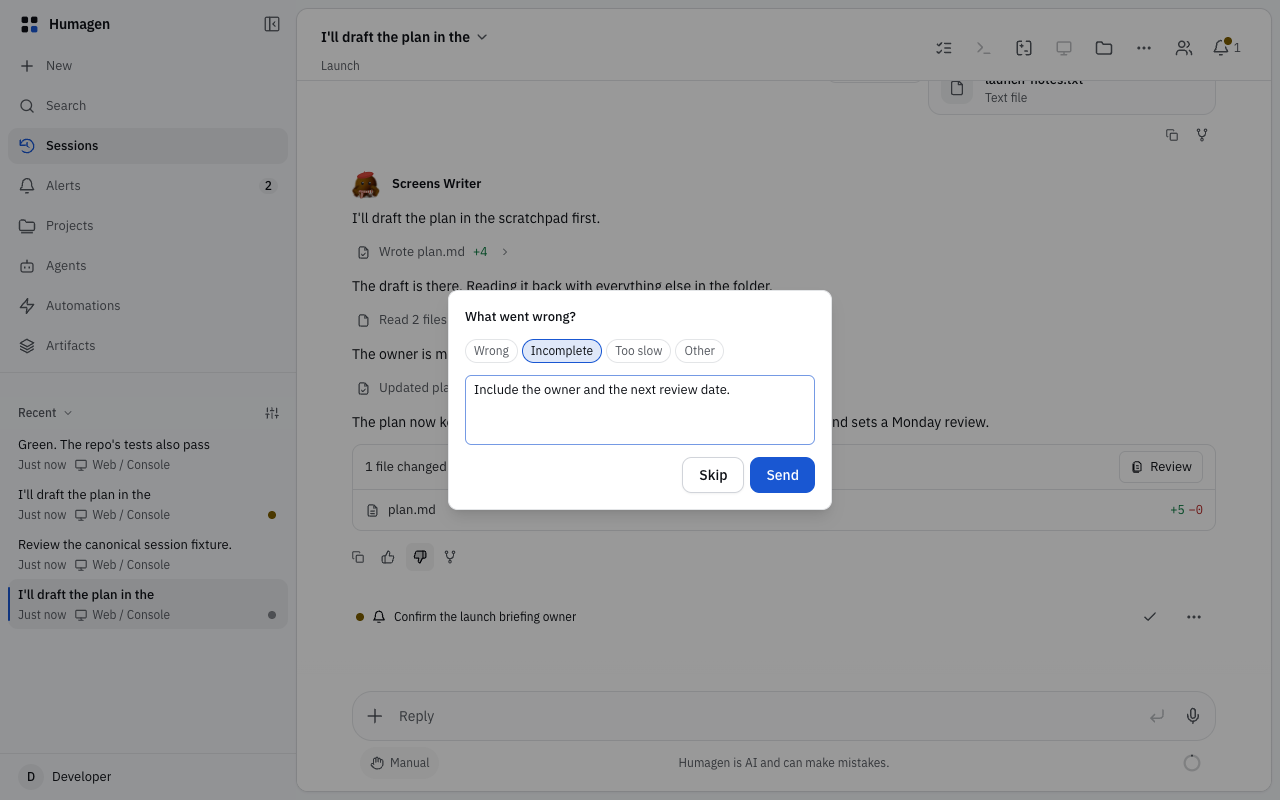 Humagen
New
Search
Sessions
Alerts 2
Projects
Agents
Automations
Artifacts
Recent
Green. The repo's tests also pass
Just now Web / Console
I'll draft the plan in the
Just now Web / Console
Review the canonical session fixture.
Just now Web / Console
I'll draft the plan in the
Just now Web / Console
D Developer
I'll draft the plan in the
Launch
1
Text file
Screens Writer
I'll draft the plan in the scratchpad first.
Wrote plan.md +4
The draft is there. Reading it back with everything else in the folder.
Read 2 files
The owner is m
Updated pla
The plan now k nd sets a Monday review.
1 file changed
Review
plan.md +5 −0
Confirm the launch briefing owner
Reply
Manual
Humagen is AI and can make mistakes.
What went wrong?
Wrong Incomplete Too slow Other
Include the owner and the next review date.
Skip Send